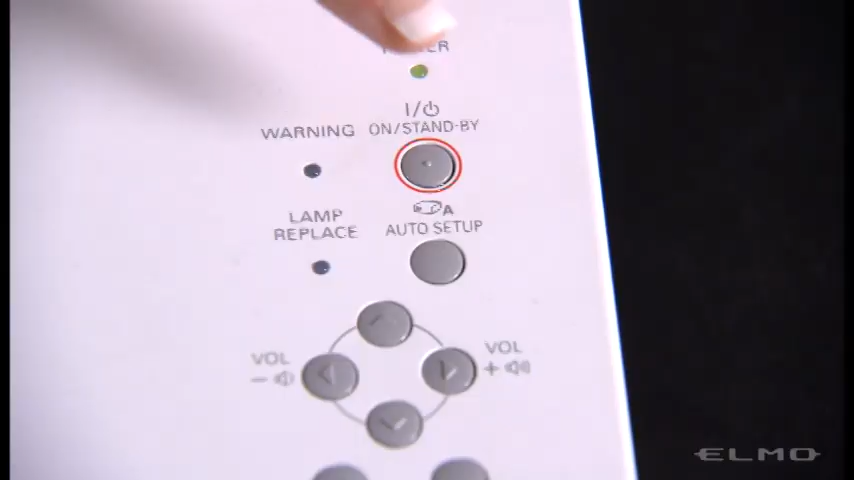 I/⏻
WARNING
ON/STAND-BY
LAMP
REPLACE
A
AUTO SETUP
VOL
−
VOL
+
ELMO